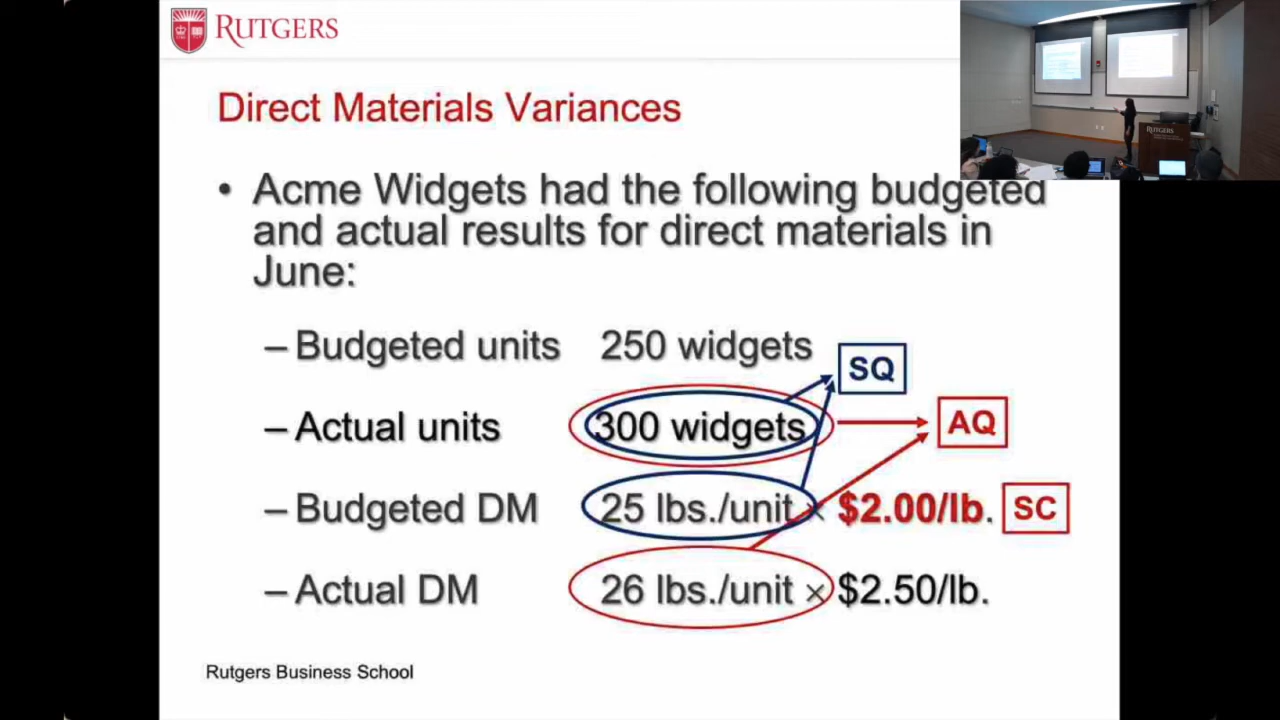 RUTGERS
Direct Materials Variances
• Acme Widgets had the following budgeted
and actual results for direct materials in
June:
– Budgeted units 250 widgets
SQ
– Actual units 300 widgets
AQ
– Budgeted DM 25 lbs./unit × $2.00/lb. SC
– Actual DM 26 lbs./unit × $2.50/lb.
Rutgers Business School
RUTGERS